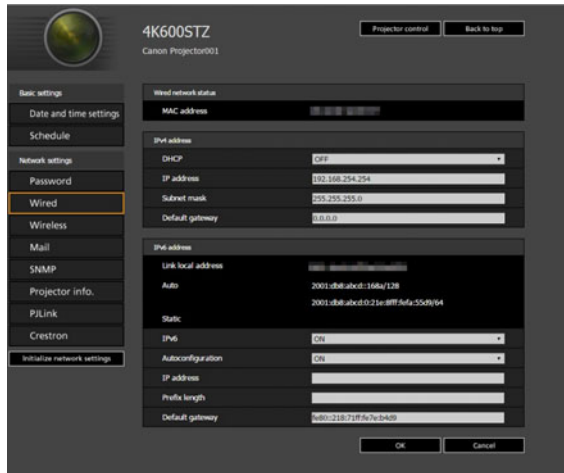 4K600STZ
Canon Projector001
Projector control
Back to top
Basic settings
Date and time settings
Schedule
Network settings
Password
Wired
Wireless
Mail
SNMP
Projector info.
PJLink
Crestron
Initialize network settings
Wired network status
MAC address
IPv4 address
DHCP OFF
IP address 192.168.254.254
Subnet mask 255.255.255.0
Default gateway 0.0.0.0
IPv6 address
Link local address
Auto 2001:db8:abcd::168a/128
2001:db8:abcd:0:21e:8fff:fefa:55d9/64
Static
IPv6 ON
Autoconfiguration ON
IP address
Prefix length
Default gateway fe80::218:71ff:fe7e:b4d9
OK Cancel